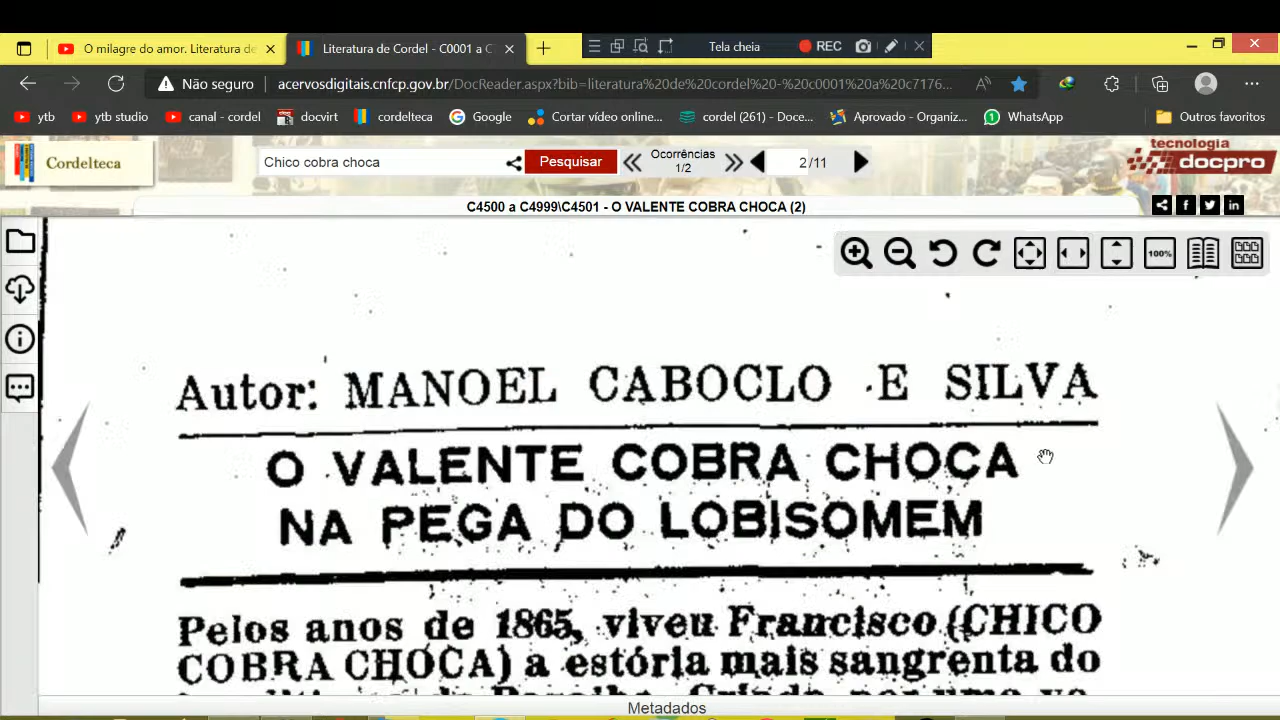 O milagre do amor. Literatura de
Literatura de Cordel - C0001 a C
Tela cheia
REC
Não seguro
acervosdigitais.cnfcp.gov.br/DocReader.aspx?bib=literatura%20de%20cordel%20-%20c0001%20a%20c7176...
ytb
ytb studio
canal - cordel
docvirt
cordelteca
Google
Cortar vídeo online...
cordel (261) - Doce...
Aprovado - Organiz...
WhatsApp
Outros favoritos
Cordelteca
Chico cobra choca
Pesquisar
Ocorrências
1/2
2/11
tecnologia
docpro
C4500 a C4999\C4501 - O VALENTE COBRA CHOCA (2)
100%
Autor: MANOEL CABOCLO E SILVA
O VALENTE COBRA CHOCA
NA PEGA DO LOBISOMEM
Pelos anos de 1865, viveu Francisco (CHICO
COBRA CHOCA) a estória mais sangrenta do
Metadados